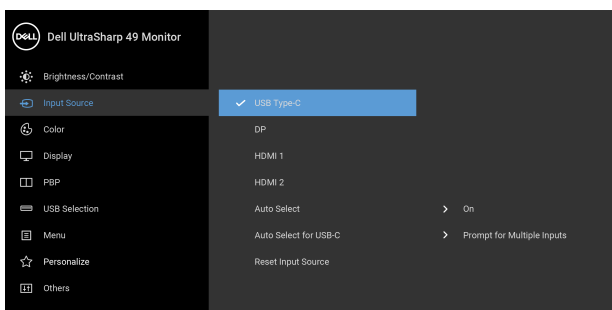 DELL Dell UltraSharp 49 Monitor
Brightness/Contrast
Input Source USB Type-C
Color DP
Display HDMI 1
PBP HDMI 2
USB Selection Auto Select On
Menu Auto Select for USB-C Prompt for Multiple Inputs
Personalize Reset Input Source
Others